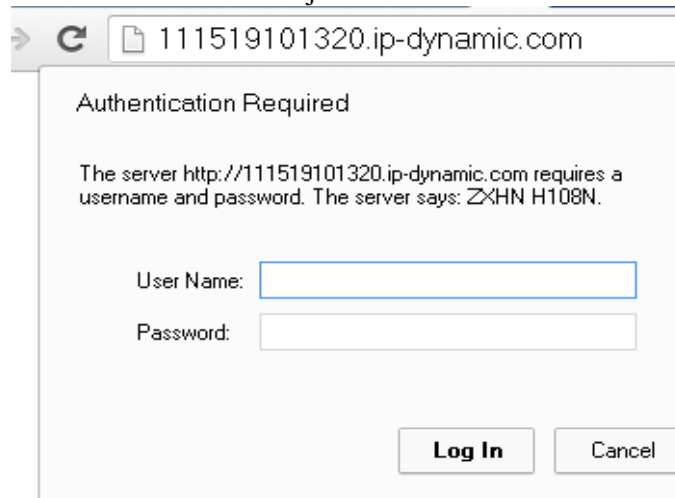 111519101320.ip-dynamic.com
Authentication Required
The server http://111519101320.ip-dynamic.com requires a
username and password. The server says: ZXHN H108N.
User Name:
Password:
Log In Cancel